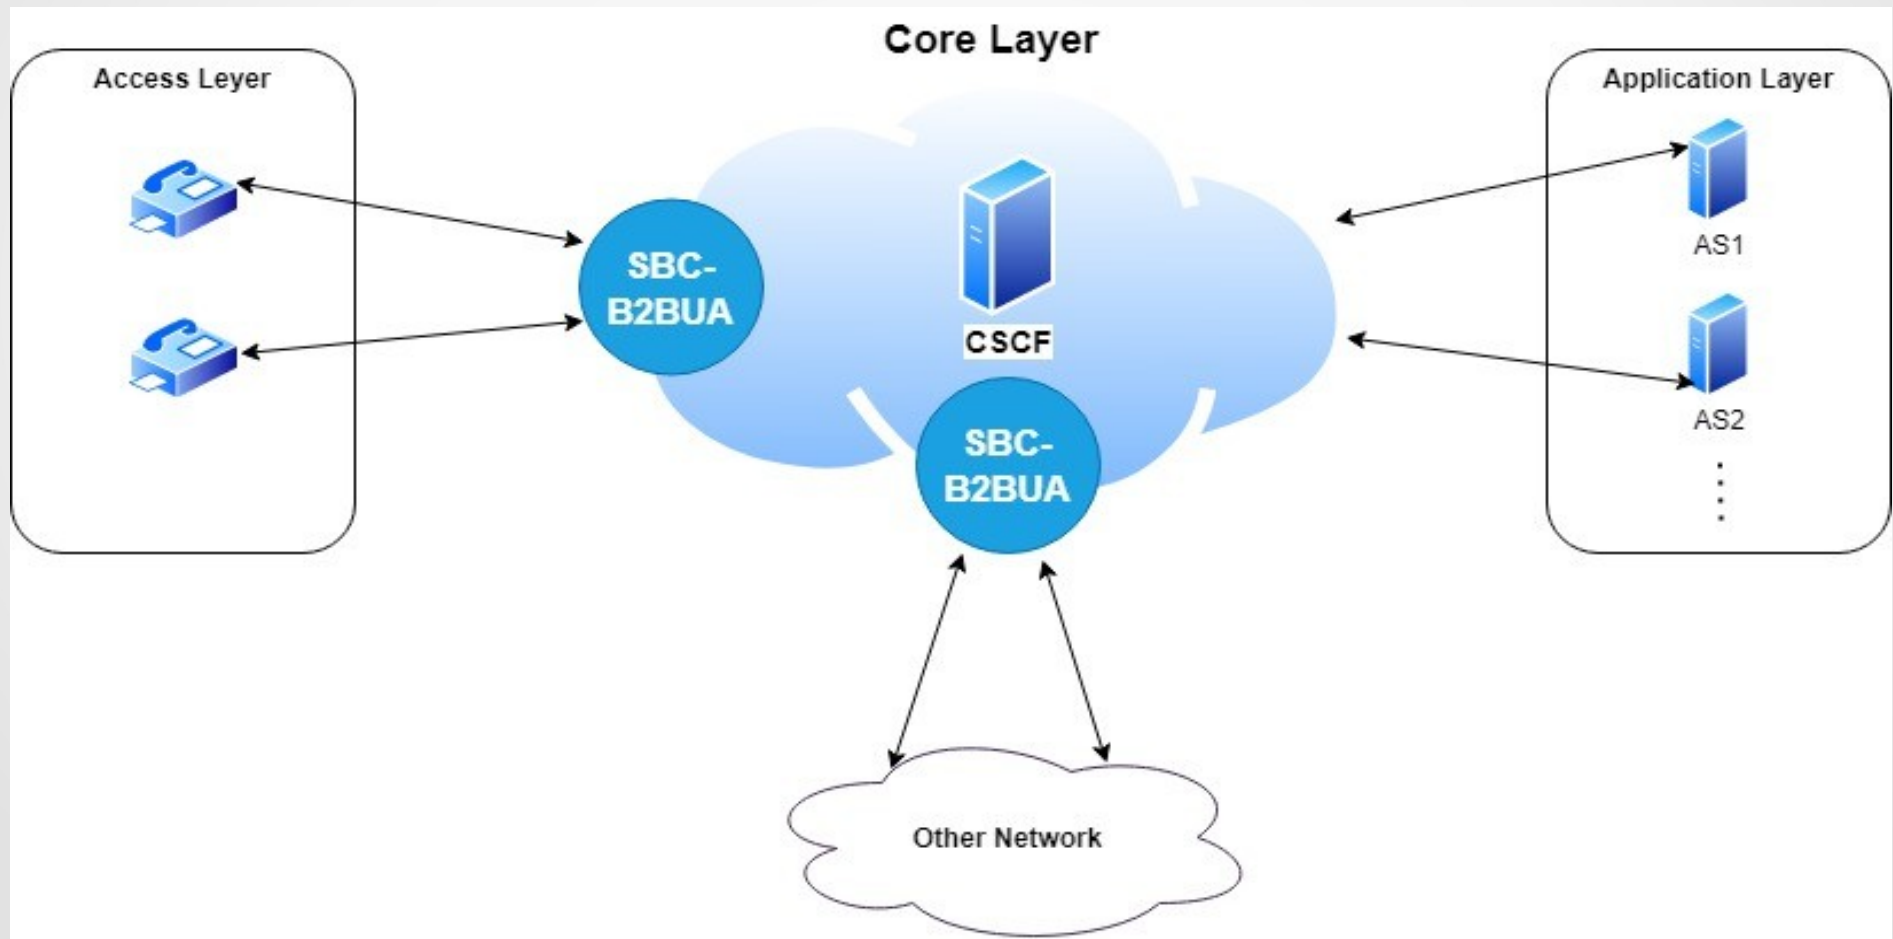 Core Layer
Access Leyer
SBC-
B2BUA
CSCF
SBC-
B2BUA
Application Layer
AS1
AS2
Other Network